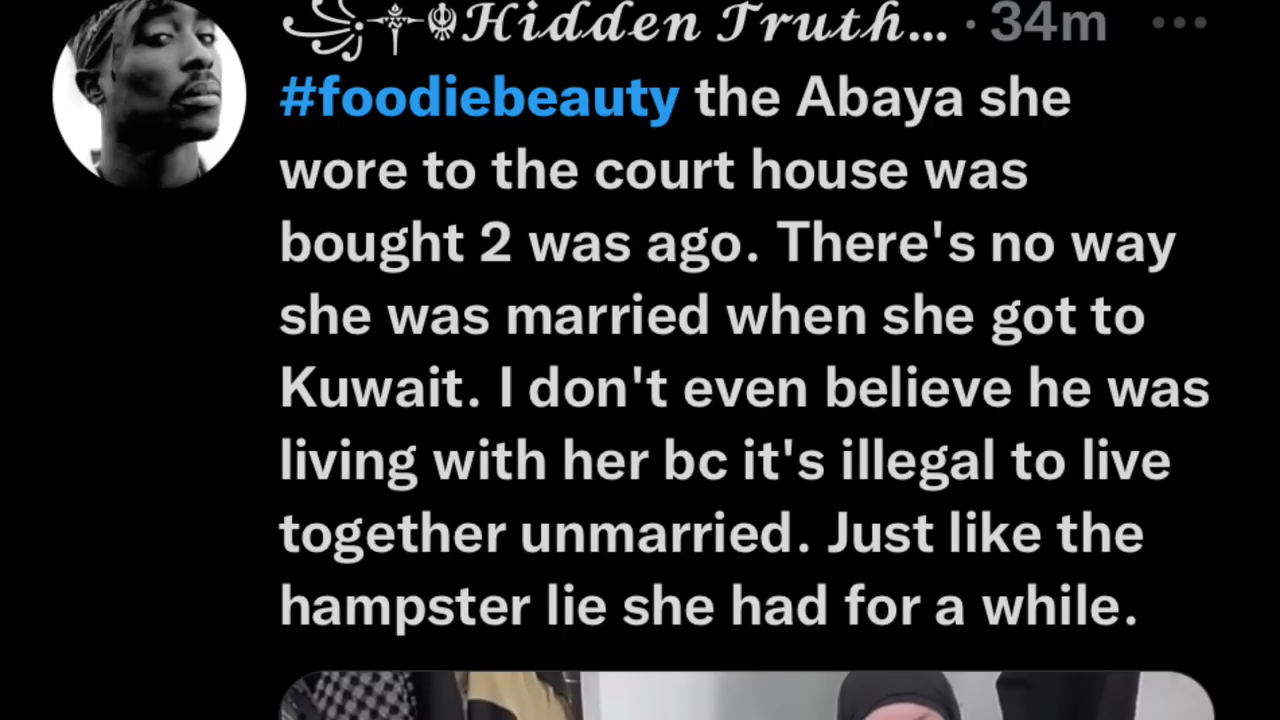 ꧁༒☬𝓗𝓲𝓭𝓭𝓮𝓷 𝓣𝓻𝓾𝓽𝓱... · 34m
#foodiebeauty the Abaya she
wore to the court house was
bought 2 was ago. There's no way
she was married when she got to
Kuwait. I don't even believe he was
living with her bc it's illegal to live
together unmarried. Just like the
hampster lie she had for a while.